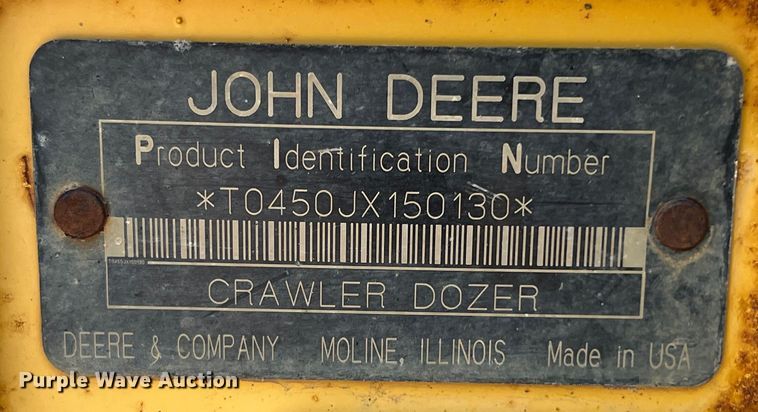 JOHN DEERE
Product Identification Number
*T0450JX150130*
CRAWLER DOZER
DEERE & COMPANY MOLINE, ILLINOIS Made in USA
Purple Wave Auction